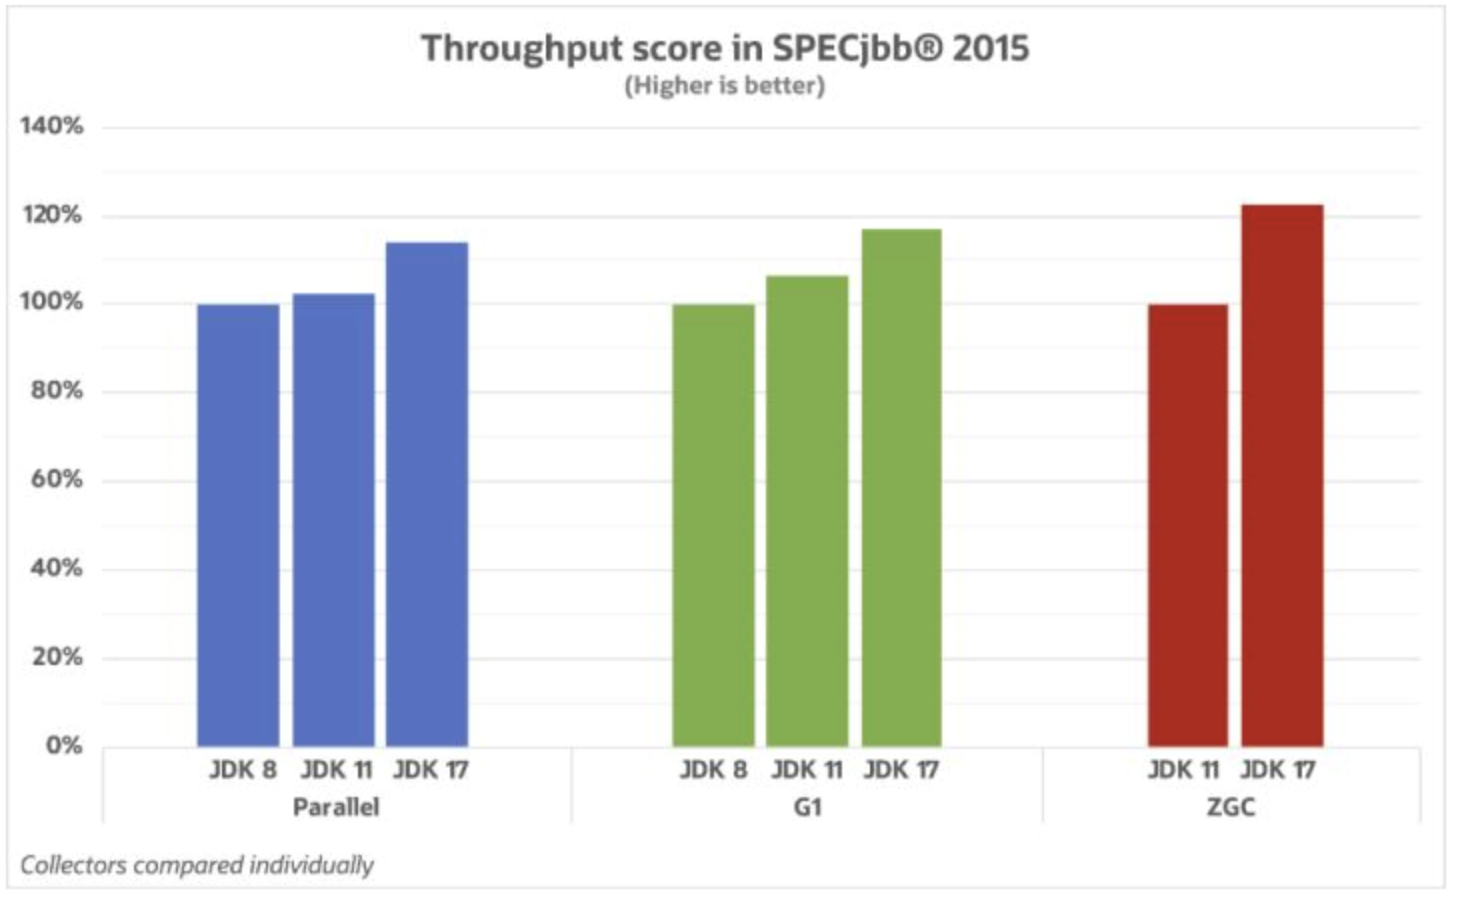 Throughput score in SPECjbb® 2015
(Higher is better)
140%
120%
100%
80%
60%
40%
20%
0%
JDK 8 JDK 11 JDK 17 JDK 8 JDK 11 JDK 17 JDK 11 JDK 17
Parallel G1 ZGC
Collectors compared individually